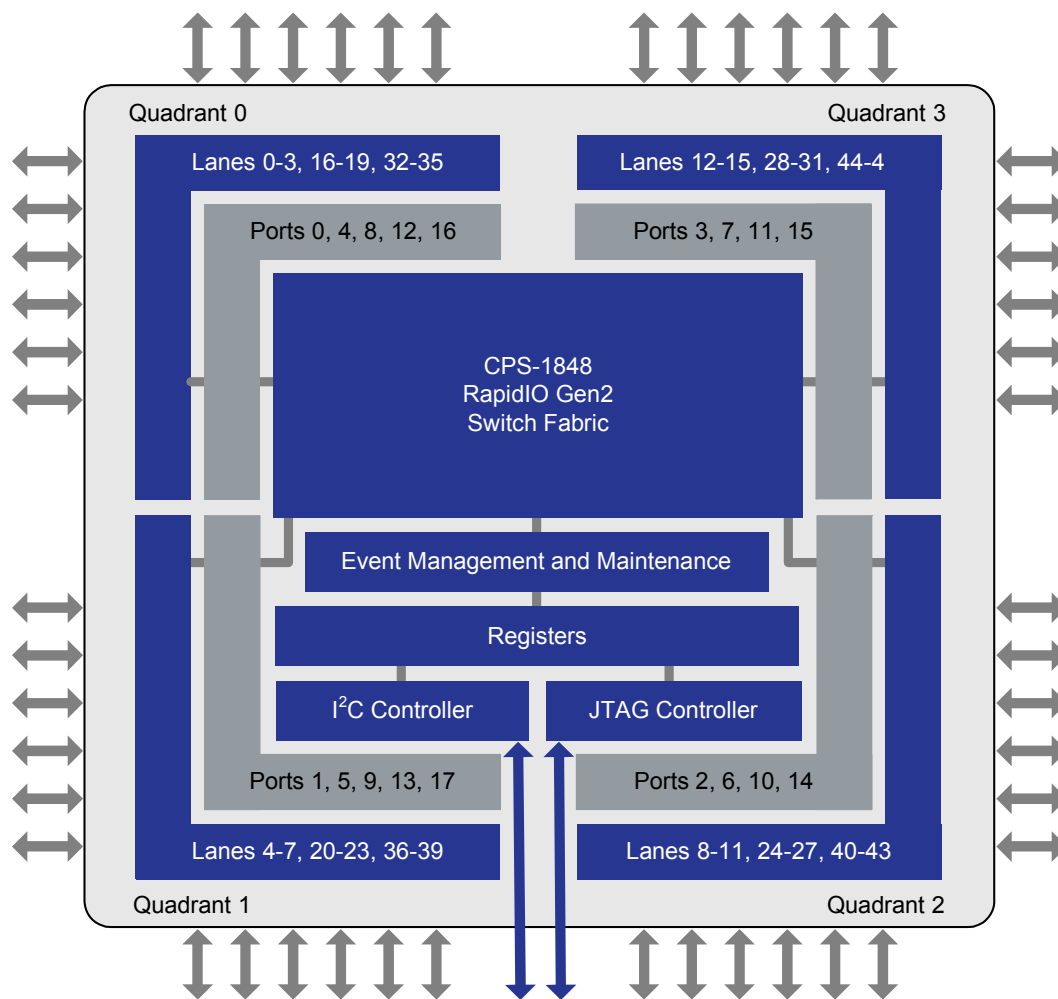 Quadrant 0
Quadrant 3
Lanes 0-3, 16-19, 32-35
Lanes 12-15, 28-31, 44-4
Ports 0, 4, 8, 12, 16
Ports 3, 7, 11, 15
CPS-1848
RapidIO Gen2
Switch Fabric
Event Management and Maintenance
Registers
I²C Controller
JTAG Controller
Ports 1, 5, 9, 13, 17
Ports 2, 6, 10, 14
Lanes 4-7, 20-23, 36-39
Lanes 8-11, 24-27, 40-43
Quadrant 1
Quadrant 2